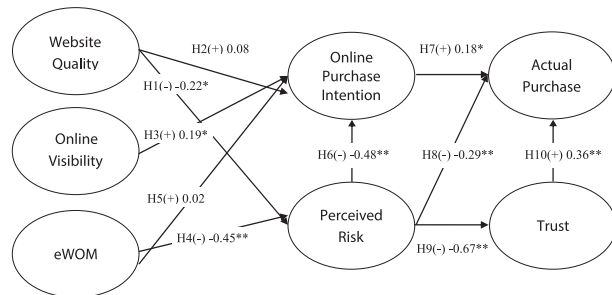 Website
Quality
H2(+) 0.08
Online
Purchase
Intention
H7(+) 0.18*
Actual
Purchase
H1(-) -0.22*
Online
Visibility
H3(+) 0.19*
H6(-) -0.48**
H8(-) -0.29**
H10(+) 0.36**
H5(+) 0.02
eWOM
H4(-) -0.45**
Perceived
Risk
H9(-) -0.67**
Trust